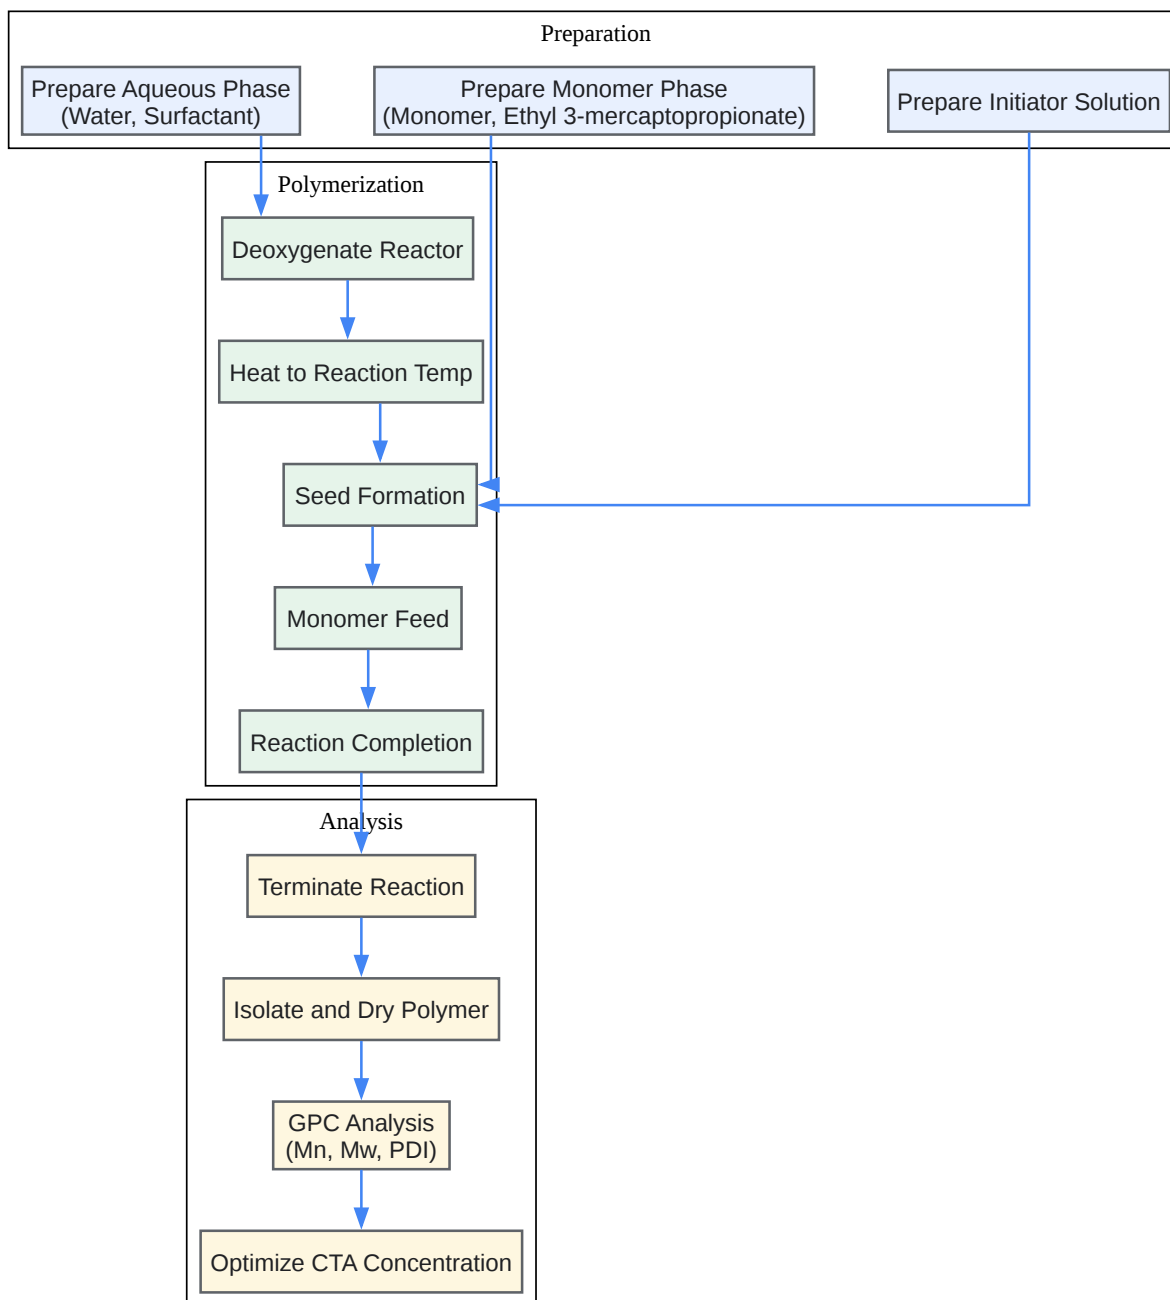 Preparation
Prepare Aqueous Phase
(Water, Surfactant)
Prepare Monomer Phase
(Monomer, Ethyl 3-mercaptopropionate)
Prepare Initiator Solution
Polymerization
Deoxygenate Reactor
Heat to Reaction Temp
Seed Formation
Monomer Feed
Reaction Completion
Analysis
Terminate Reaction
Isolate and Dry Polymer
GPC Analysis
(Mn, Mw, PDI)
Optimize CTA Concentration